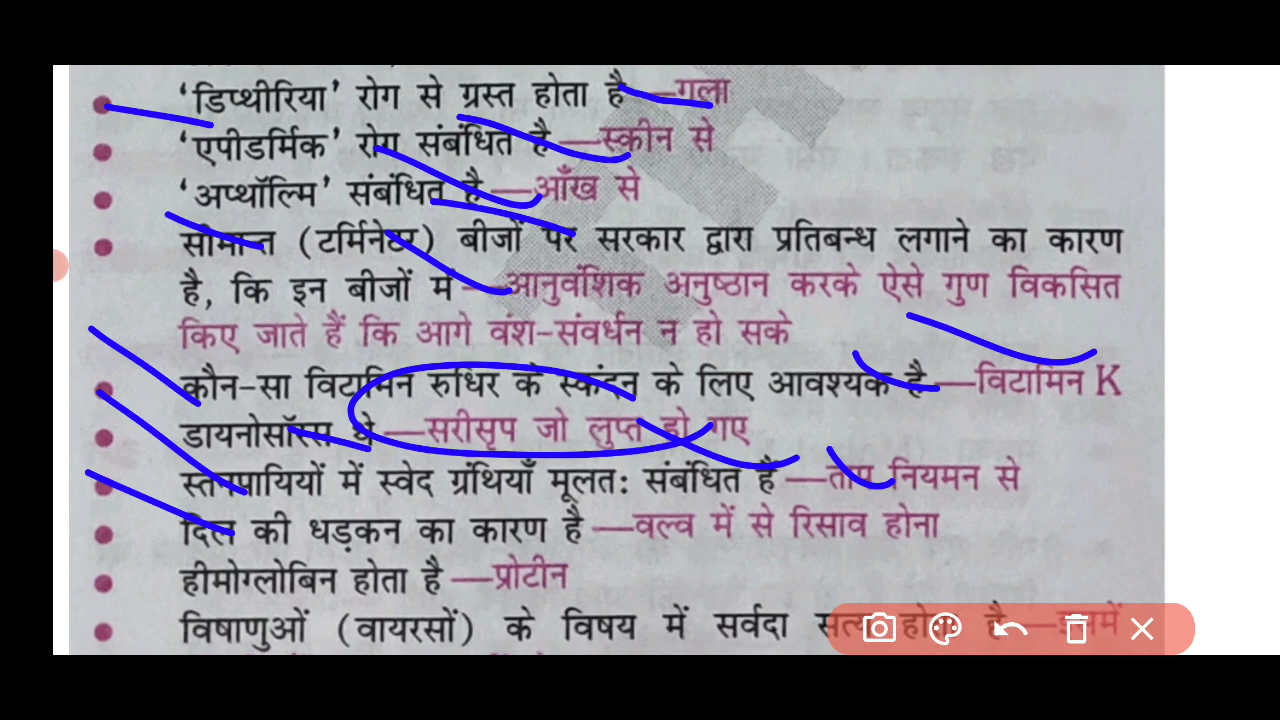 ‘डिप्थीरिया’ रोग से ग्रस्त होता है —गला
‘एपीडर्मिक’ रोग संबंधित है —स्कीन से
‘अप्थॉल्मि’ संबंधित है —आँख से
सीमान्त (टर्मिनेटर) बीजों पर सरकार द्वारा प्रतिबन्ध लगाने का कारण
है, कि इन बीजों में —आनुवंशिक अनुष्ठान करके ऐसे गुण विकसित
किए जाते हैं कि आगे वंश-संवर्धन न हो सके
कौन-सा विटामिन रुधिर के स्कंदन के लिए आवश्यक है —विटामिन K
डायनोसॉरस थे —सरीसृप जो लुप्त हो गए
स्तनपायियों में स्वेद ग्रंथियाँ मूलतः संबंधित हैं —ताप नियमन से
दिल की धड़कन का कारण है —वल्व में से रिसाव होना
हीमोग्लोबिन होता है —प्रोटीन
विषाणुओं (वायरसों) के विषय में सर्वदा सत्य होता है —इनमें